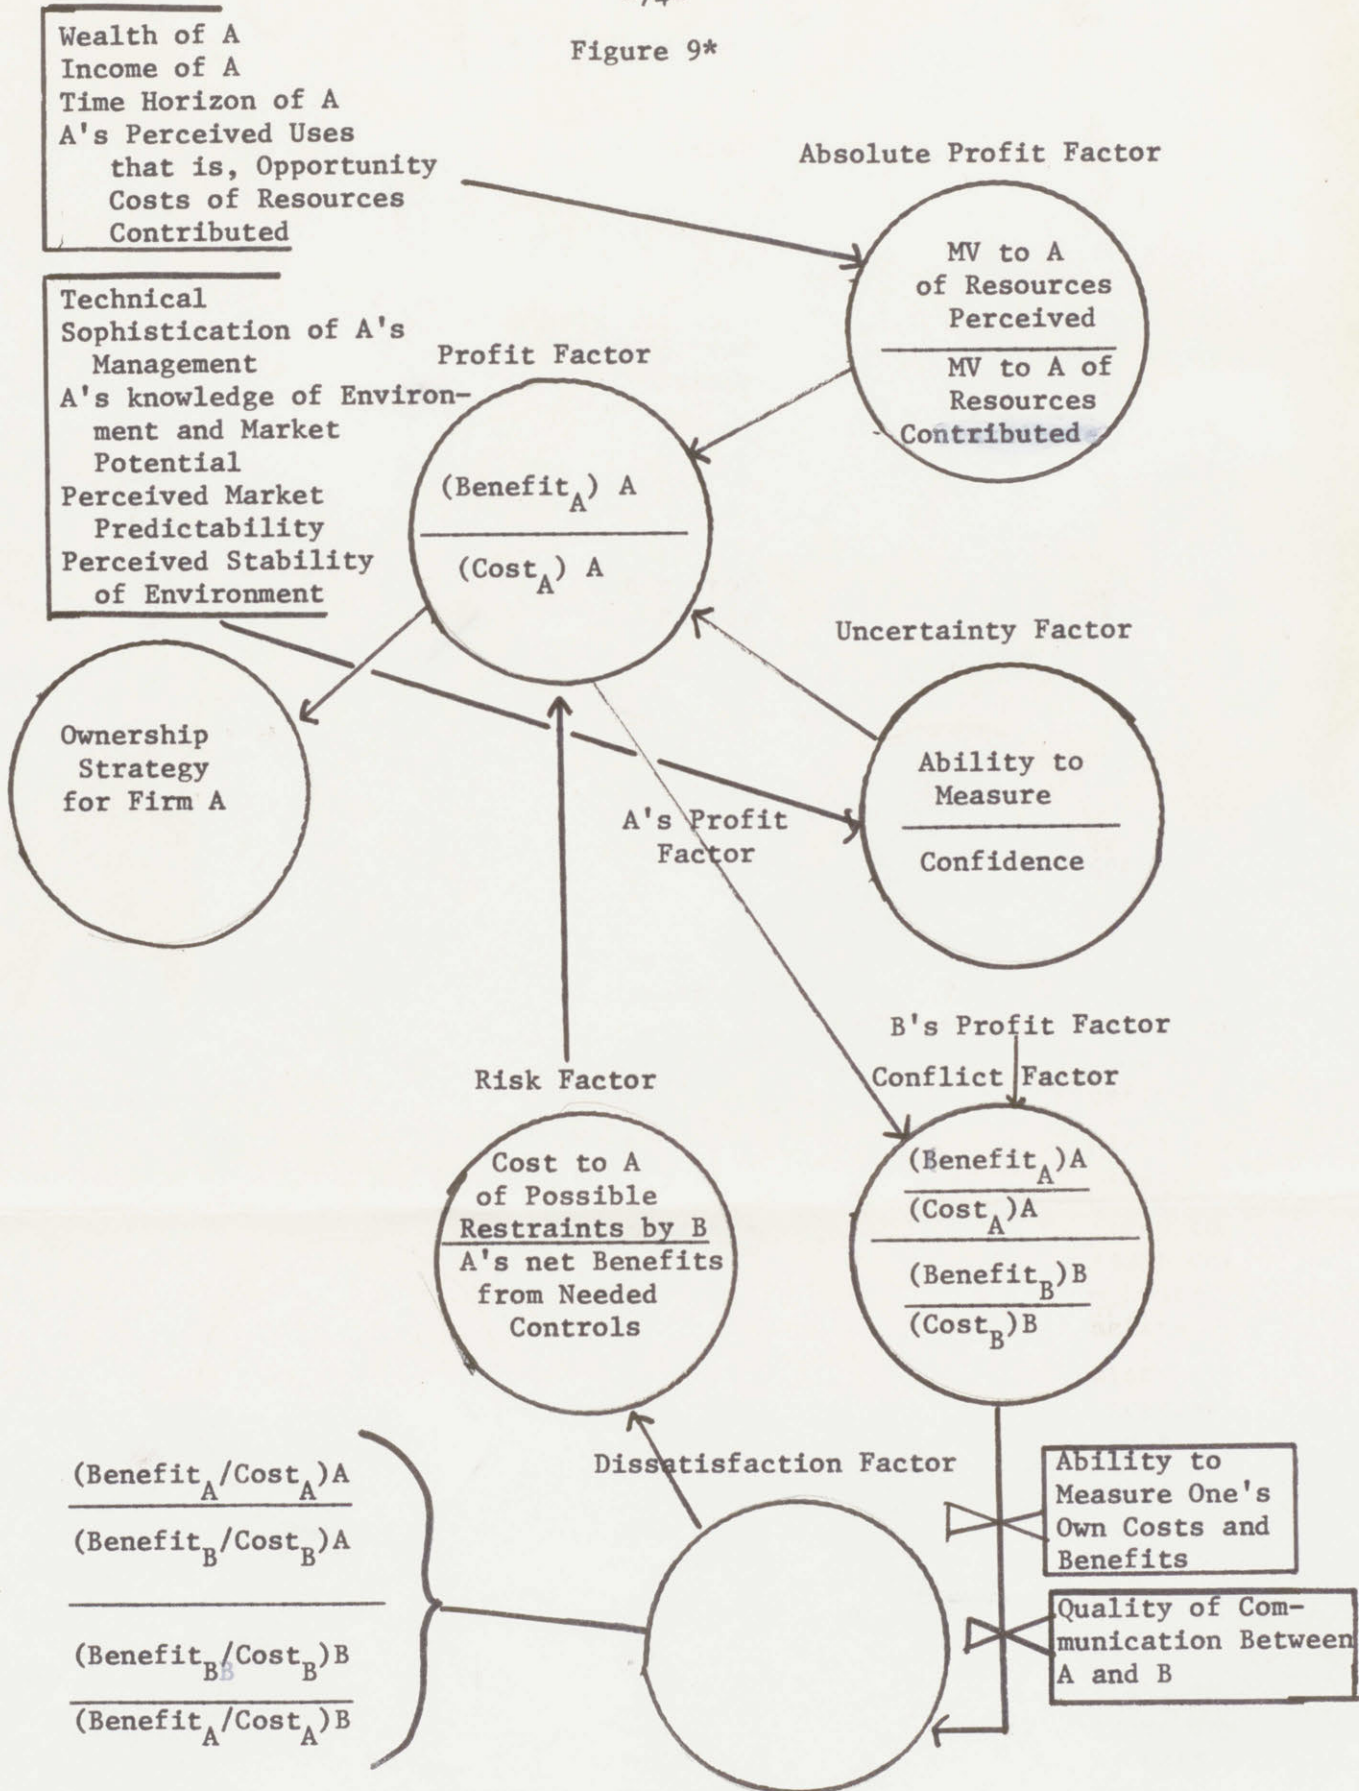 Figure 9*
Wealth of A
Income of A
Time Horizon of A
A's Perceived Uses
that is, Opportunity
Costs of Resources
Contributed
Absolute Profit Factor
MV to A
of Resources
Perceived
MV to A of
Resources
Contributed
Technical
Sophistication of A's
Management
A's knowledge of Environ-
ment and Market
Potential
Perceived Market
Predictability
Perceived Stability
of Environment
Profit Factor
(Benefit_A) A
(Cost_A) A
Uncertainty Factor
Ability to
Measure
Confidence
Ownership
Strategy
for Firm A
A's Profit
Factor
B's Profit Factor
Conflict Factor
(Benefit_A)A
(Cost_A)A
(Benefit_B)B
(Cost_B)B
Risk Factor
Cost to A
of Possible
Restraints by B
A's net Benefits
from Needed
Controls
Dissatisfaction Factor
Ability to
Measure One's
Own Costs and
Benefits
Quality of Com-
munication Between
A and B
(Benefit_A/Cost_A)A
(Benefit_B/Cost_B)A
(Benefit_B/Cost_B)B
(Benefit_A/Cost_A)B